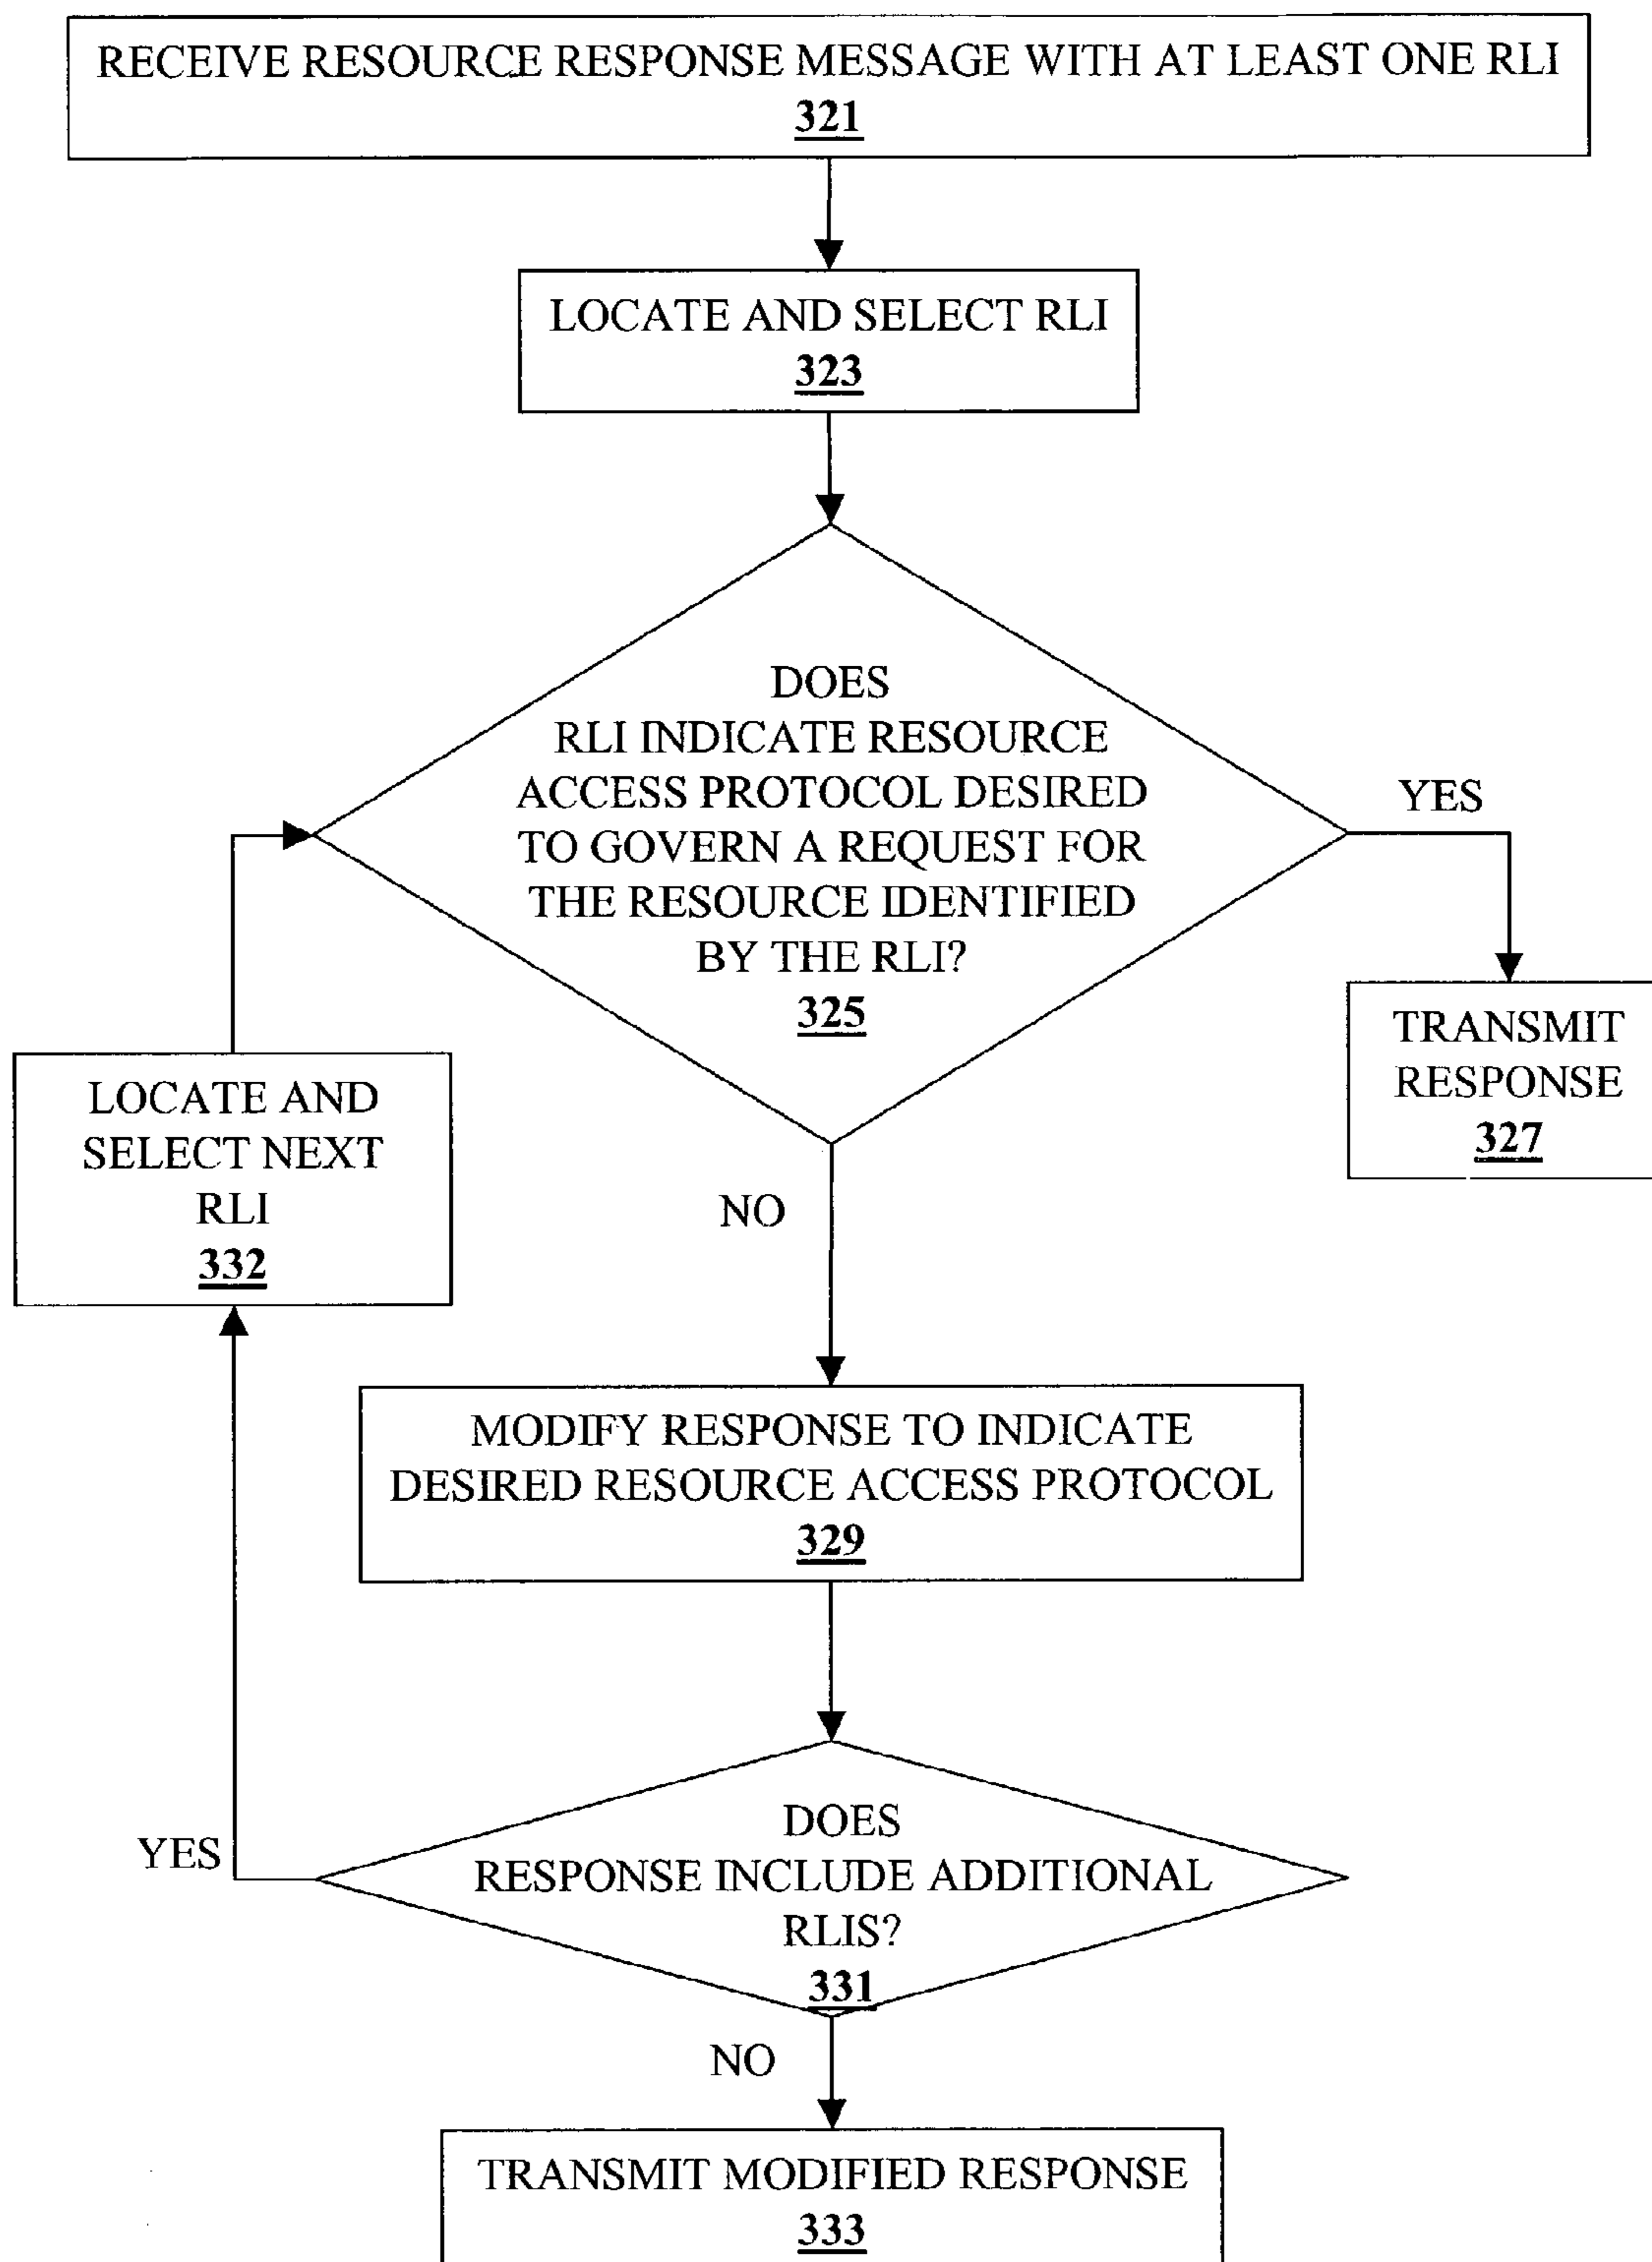 RECEIVE RESOURCE RESPONSE MESSAGE WITH AT LEAST ONE RLI
321
LOCATE AND SELECT RLI
323
DOES
RLI INDICATE RESOURCE
ACCESS PROTOCOL DESIRED
TO GOVERN A REQUEST FOR
THE RESOURCE IDENTIFIED
BY THE RLI?
325
YES
TRANSMIT
RESPONSE
327
LOCATE AND
SELECT NEXT
RLI
332
NO
MODIFY RESPONSE TO INDICATE
DESIRED RESOURCE ACCESS PROTOCOL
329
DOES
RESPONSE INCLUDE ADDITIONAL
RLIS?
331
YES
NO
TRANSMIT MODIFIED RESPONSE
333